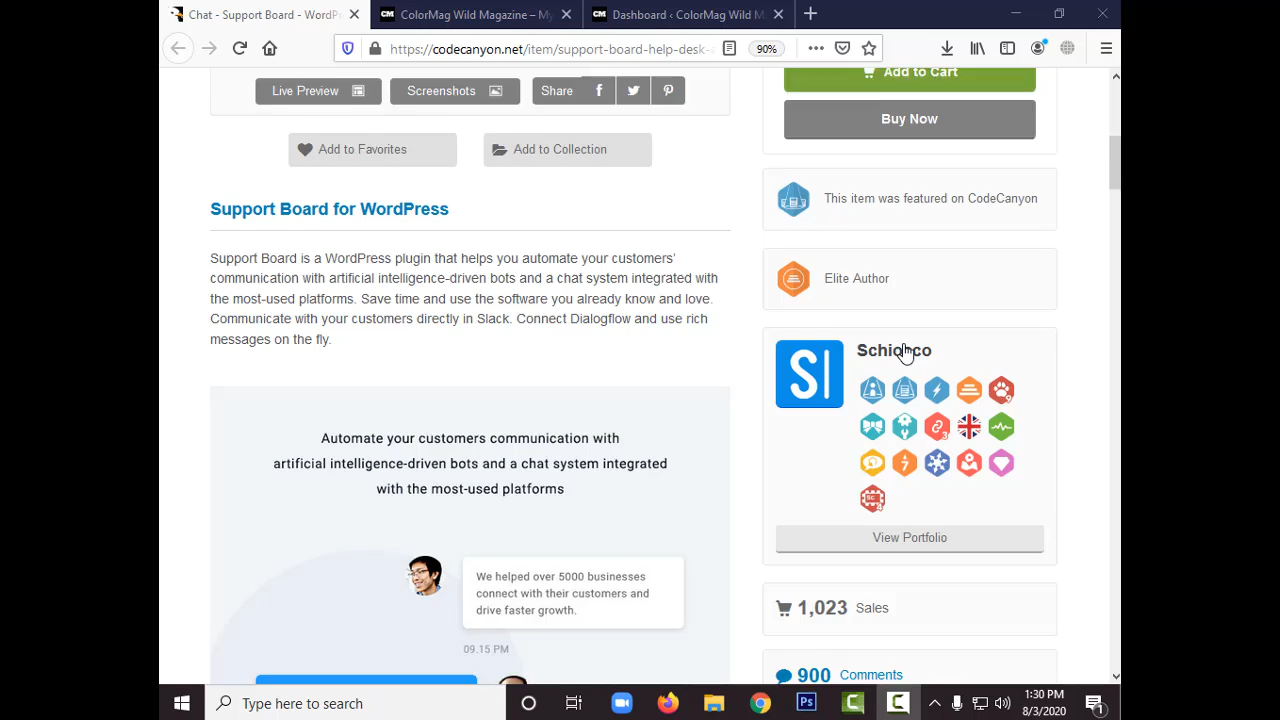 Chat - Support Board - WordPr
ColorMag Wild Magazine – My
Dashboard ‹ ColorMag Wild M
https://codecanyon.net/item/support-board-help-desk-
90%
Add to Cart
Live Preview
Screenshots
Share
Buy Now
Add to Favorites
Add to Collection
This item was featured on CodeCanyon
Support Board for WordPress
Support Board is a WordPress plugin that helps you automate your customers'
communication with artificial intelligence-driven bots and a chat system integrated with
the most-used platforms. Save time and use the software you already know and love.
Communicate with your customers directly in Slack. Connect Dialogflow and use rich
messages on the fly.
Elite Author
Schiocco
View Portfolio
Automate your customers communication with
artificial intelligence-driven bots and a chat system integrated
with the most-used platforms
We helped over 5000 businesses
connect with their customers and
drive faster growth.
09.15 PM
1,023 Sales
900 Comments
Type here to search
Ps
1:30 PM
8/3/2020